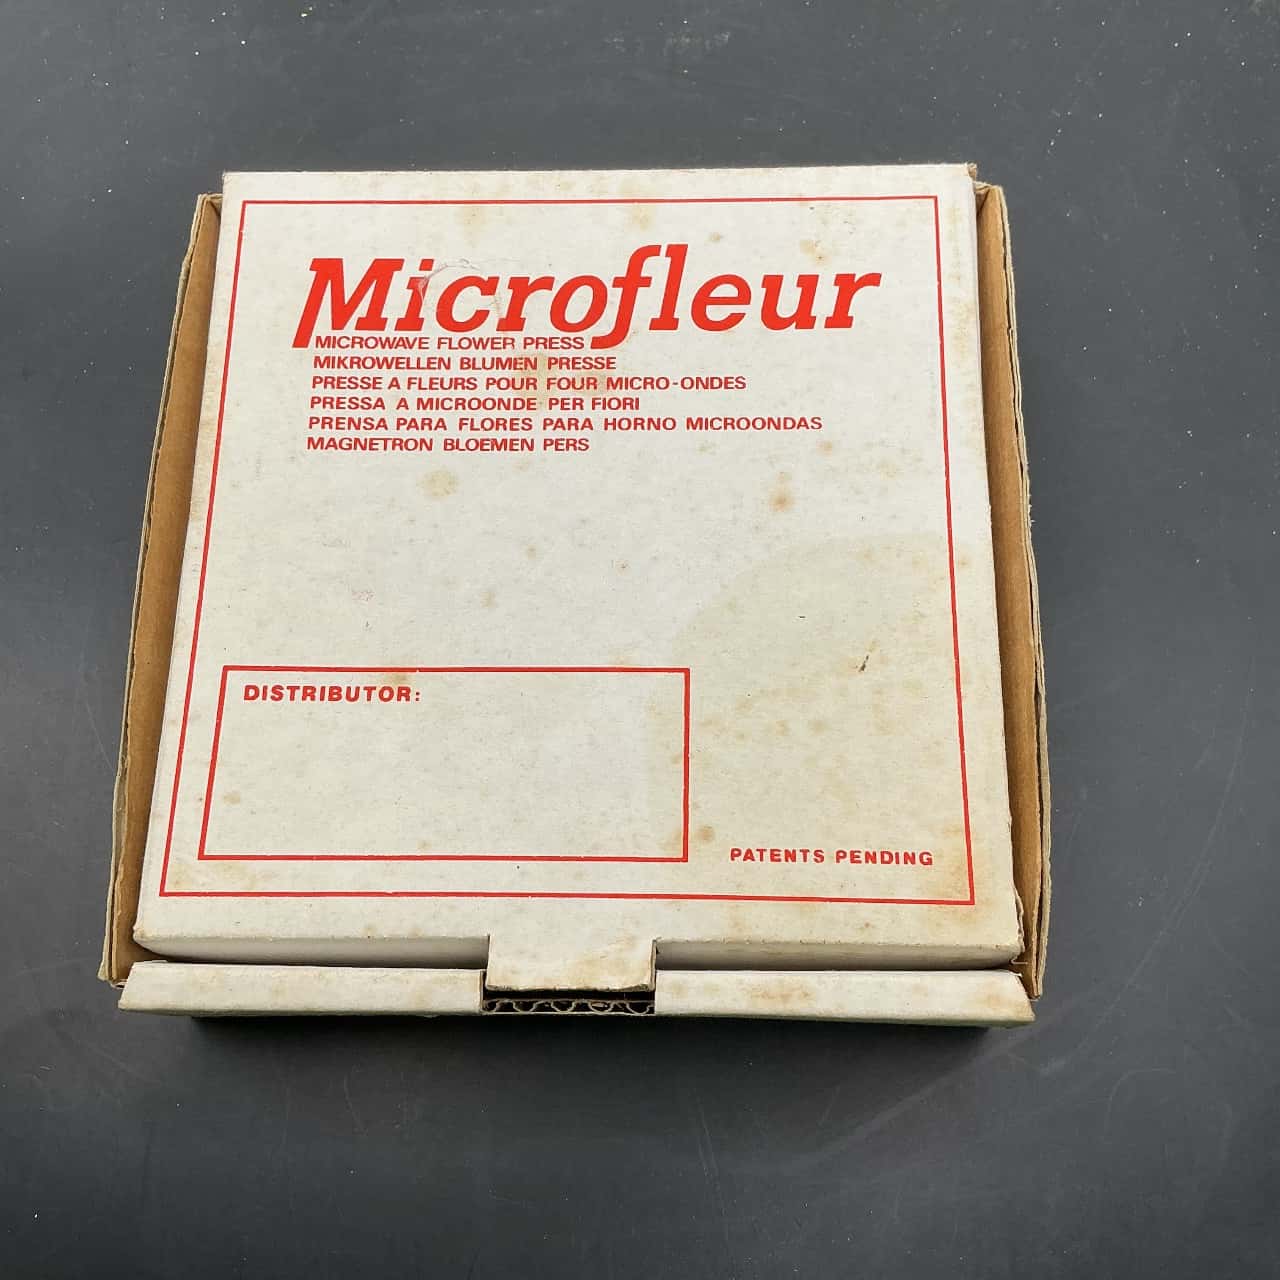 Microfleur
MICROWAVE FLOWER PRESS
MIKROWELLEN BLUMEN PRESSE
PRESSE A FLEURS POUR FOUR MICRO-ONDES
PRESSA A MICROONDE PER FIORI
PRENSA PARA FLORES PARA HORNO MICROONDAS
MAGNETRON BLOEMEN PERS
DISTRIBUTOR:
PATENTS PENDING